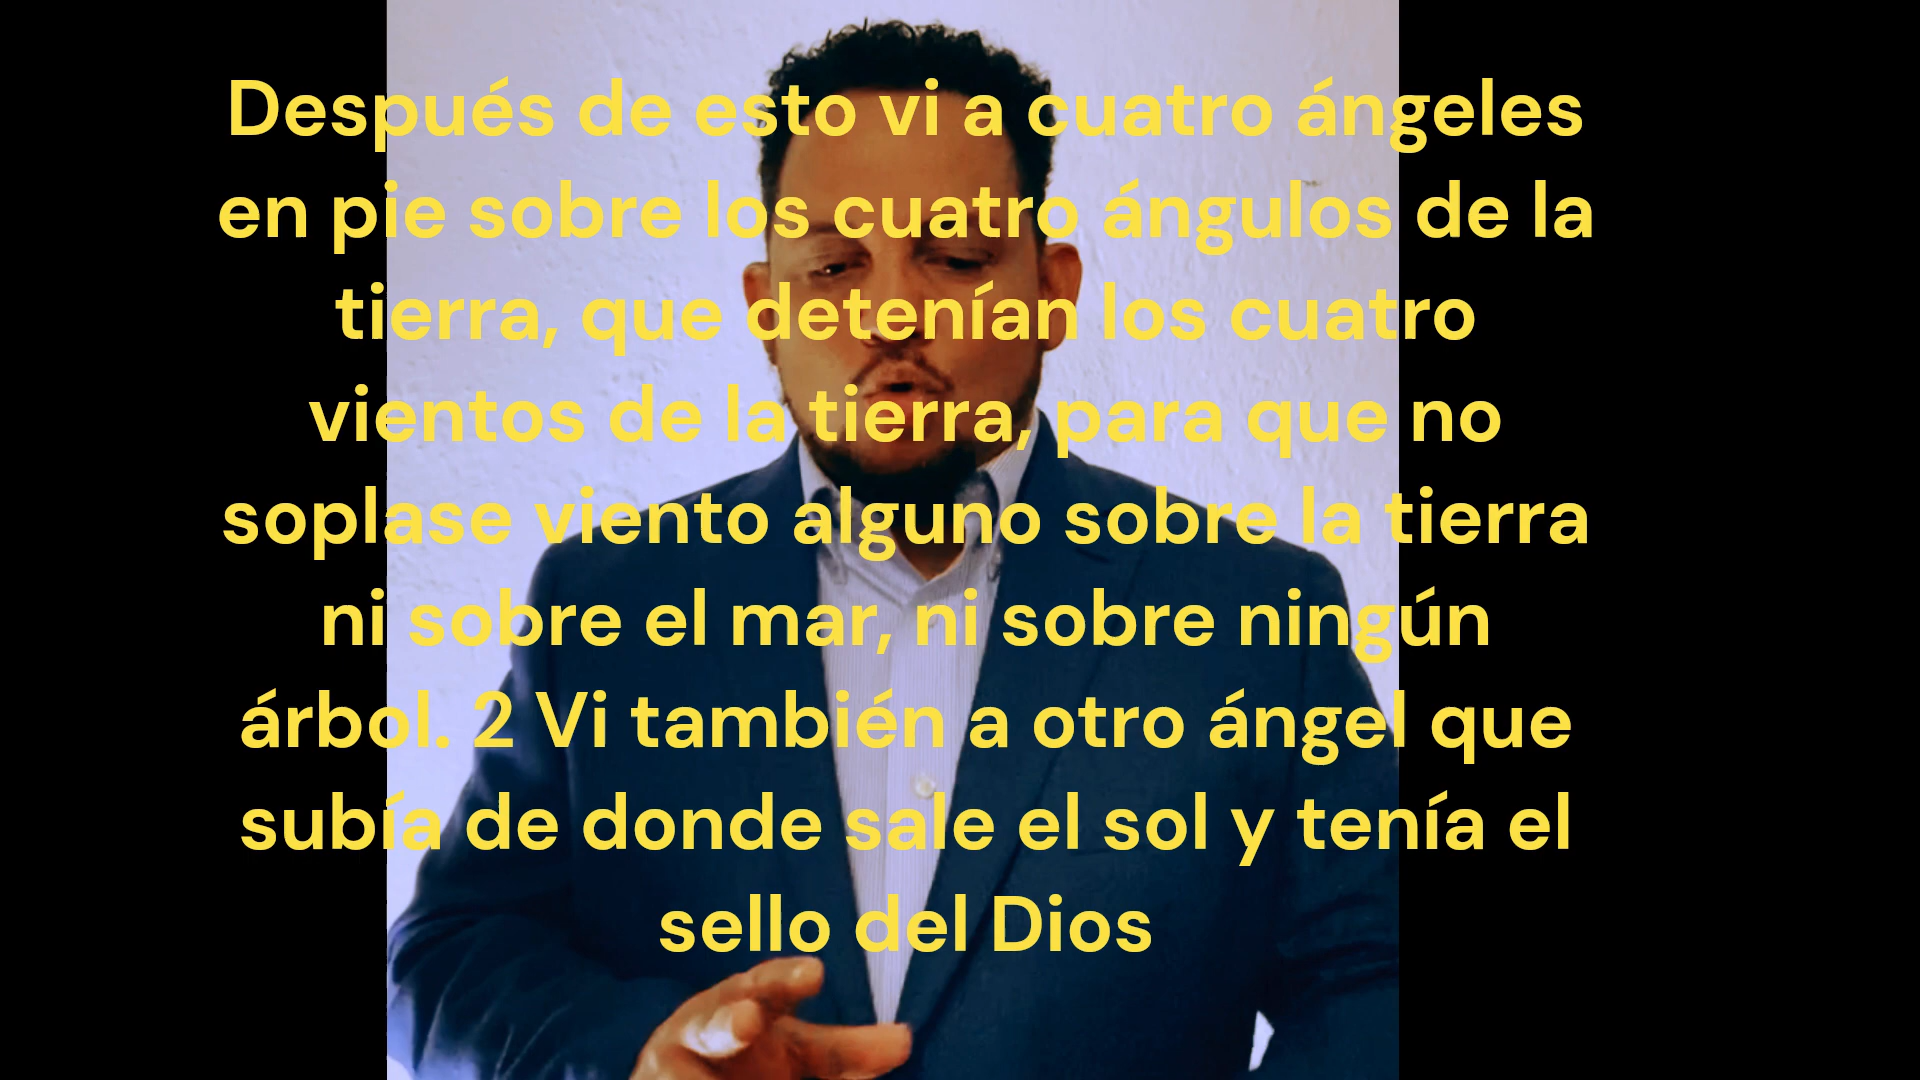 Después de esto vi a cuatro ángeles
en pie sobre los cuatro ángulos de la
tierra, que detenían los cuatro
vientos de la tierra, para que no
soplase viento alguno sobre la tierra
ni sobre el mar, ni sobre ningún
árbol. 2 Vi también a otro ángel que
subía de donde sale el sol y tenía el
sello del Dios